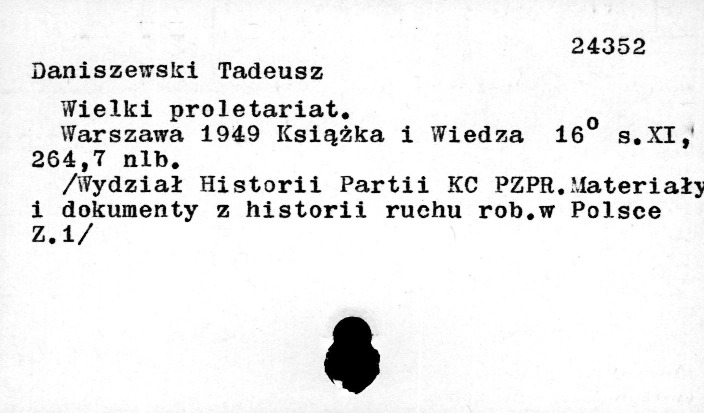 24352
Daniszewski Tadeusz
Wielki proletariat.
Warszawa 1949 Książka i Wiedza 16° s.XI,
264,7 nlb.
/Wydział Historii Partii KC PZPR.Materiały
i dokumenty z historii ruchu rob.w Polsce
Z.1/